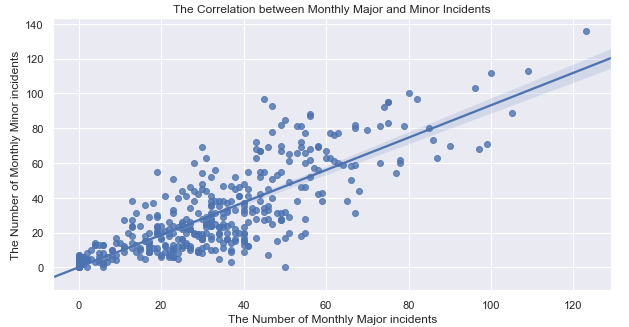 The Correlation between Monthly Major and Minor Incidents
The Number of Monthly Minor incidents
140
120
100
80
60
40
20
0
0 20 40 60 80 100 120
The Number of Monthly Major incidents